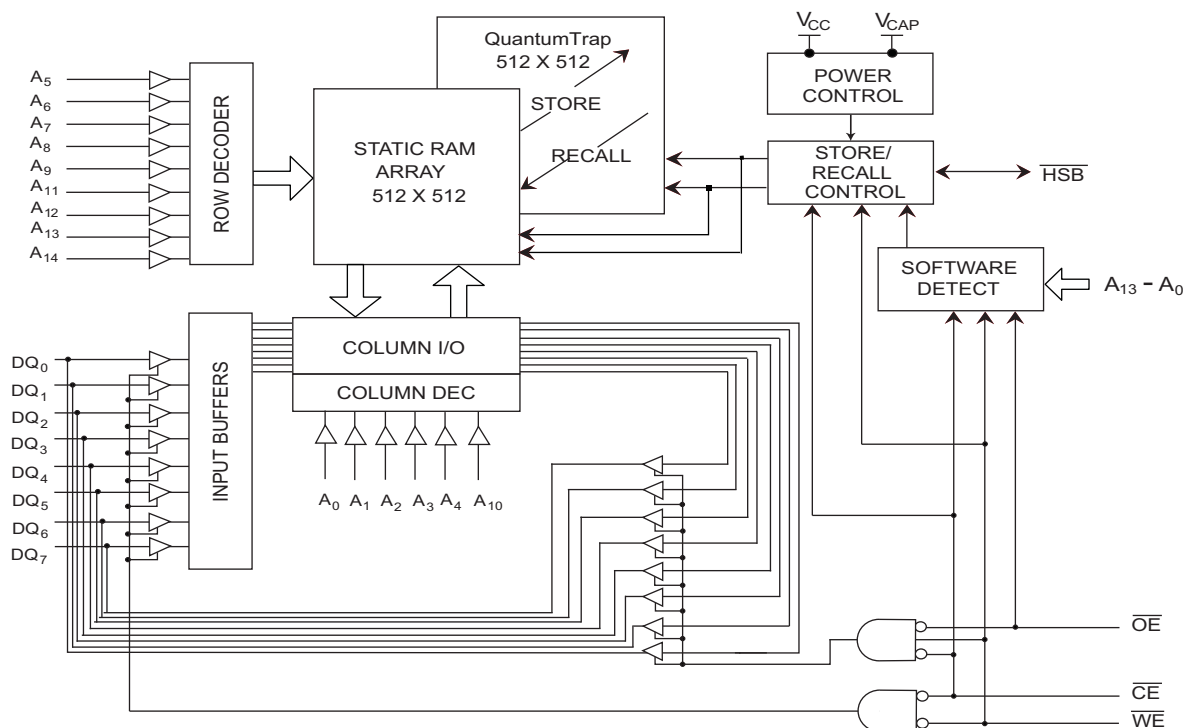 V_CC
V_CAP
QuantumTrap
512 X 512
STORE
RECALL
POWER
CONTROL
A_5
A_6
A_7
A_8
A_9
A_11
A_12
A_13
A_14
ROW DECODER
STATIC RAM
ARRAY
512 X 512
STORE/
RECALL
CONTROL
HSB
SOFTWARE
DETECT
A_13 - A_0
COLUMN I/O
COLUMN DEC
DQ_0
DQ_1
DQ_2
DQ_3
DQ_4
DQ_5
DQ_6
DQ_7
INPUT BUFFERS
A_0
A_1
A_2
A_3
A_4
A_10
OE
CE
WE